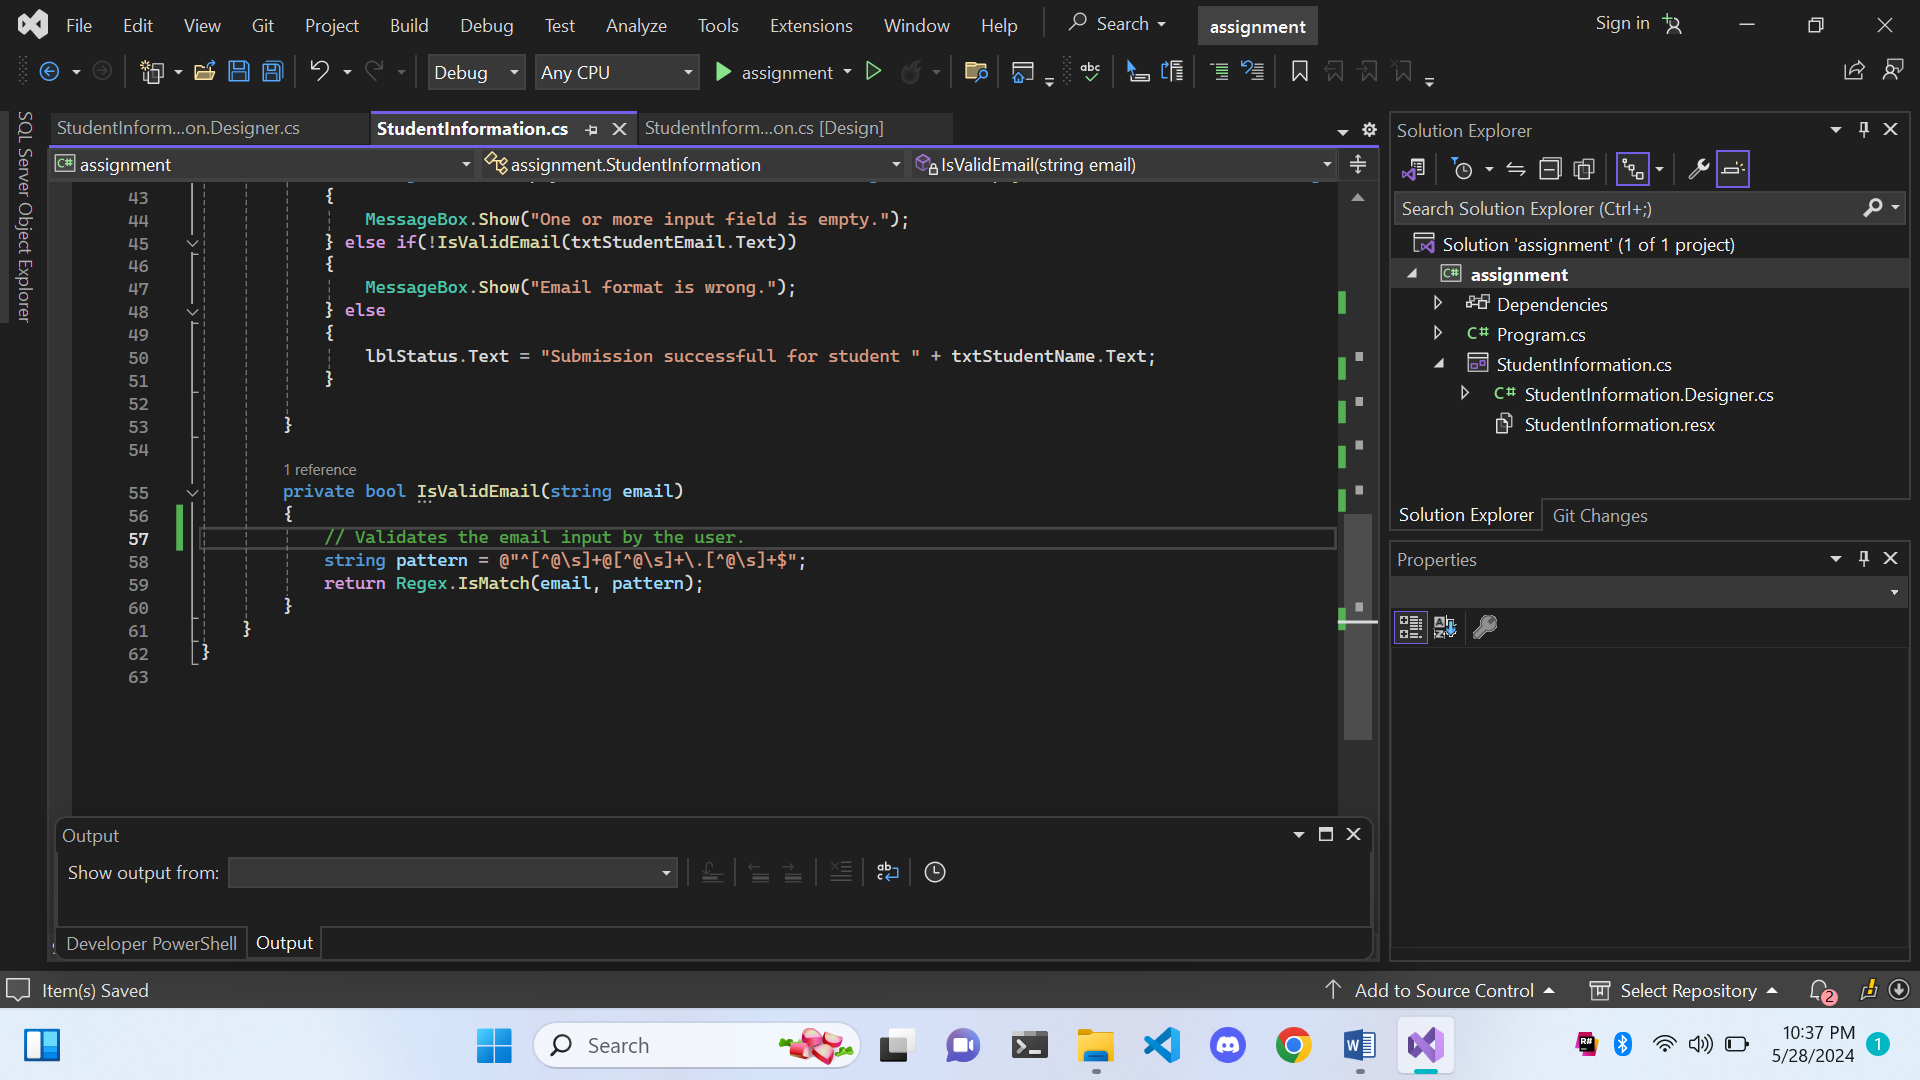 File Edit View Git Project Build Debug Test Analyze Tools Extensions Window Help Search assignment Sign in
Debug Any CPU assignment
SQL Server Object Explorer
StudentInform...on.Designer.cs StudentInformation.cs StudentInform...on.cs [Design]
C# assignment assignment.StudentInformation IsValidEmail(string email)
43 {
44 MessageBox.Show("One or more input field is empty.");
45 } else if(!IsValidEmail(txtStudentEmail.Text))
46 {
47 MessageBox.Show("Email format is wrong.");
48 } else
49 {
50 lblStatus.Text = "Submission successfull for student " + txtStudentName.Text;
51 }
52
53 }
54
1 reference
55 private bool IsValidEmail(string email)
56 {
57 // Validates the email input by the user.
58 string pattern = @"^[^@\s]+@[^@\s]+\.[^@\s]+$";
59 return Regex.IsMatch(email, pattern);
60 }
61 }
62 }
63
Output
Show output from:
Developer PowerShell Output
Solution Explorer
Search Solution Explorer (Ctrl+;)
Solution 'assignment' (1 of 1 project)
C# assignment
Dependencies
C# Program.cs
StudentInformation.cs
C# StudentInformation.Designer.cs
StudentInformation.resx
Solution Explorer Git Changes
Properties
Item(s) Saved Add to Source Control Select Repository 2
Search
10:37 PM
5/28/2024 1